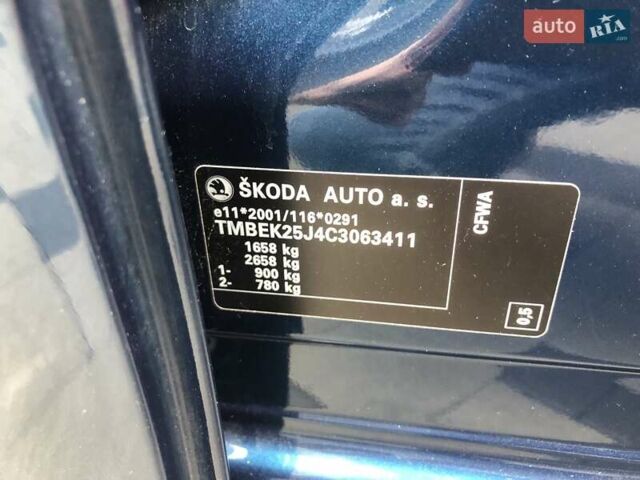 auto RIA.com
ŠKODA AUTO a. s.
e11*2001/116*0291
TMBEK25J4C3063411
1658 kg
2658 kg
1- 900 kg
2- 780 kg
CFWA
0,5